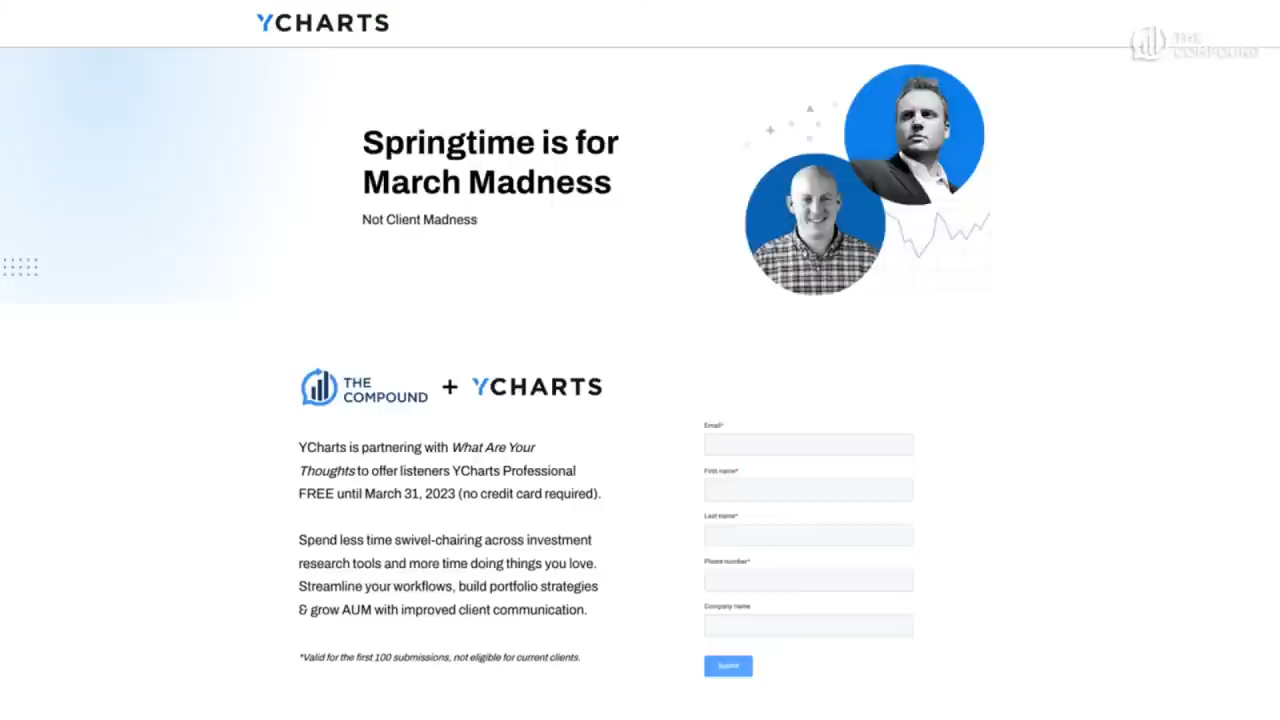 YCHARTS
THE
COMPOUND
Springtime is for
March Madness
Not Client Madness
THE
COMPOUND
+
YCHARTS
YCharts is partnering with What Are Your
Thoughts to offer listeners YCharts Professional
FREE until March 31, 2023 (no credit card required).
Spend less time swivel-chairing across investment
research tools and more time doing things you love.
Streamline your workflows, build portfolio strategies
& grow AUM with improved client communication.
*Valid for the first 100 submissions, not eligible for current clients.
Email*
First name*
Last name*
Phone number*
Company name
Submit